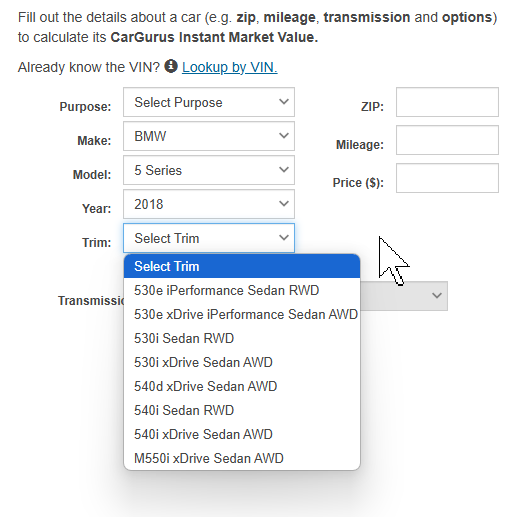 Fill out the details about a car (e.g. zip, mileage, transmission and options)
to calculate its CarGurus Instant Market Value.
Already know the VIN? Lookup by VIN.
Purpose: Select Purpose
ZIP:
Make: BMW
Mileage:
Model: 5 Series
Price ($):
Year: 2018
Trim: Select Trim
Select Trim
530e iPerformance Sedan RWD
530e xDrive iPerformance Sedan AWD
530i Sedan RWD
530i xDrive Sedan AWD
540d xDrive Sedan AWD
540i Sedan RWD
540i xDrive Sedan AWD
M550i xDrive Sedan AWD
Transmissio